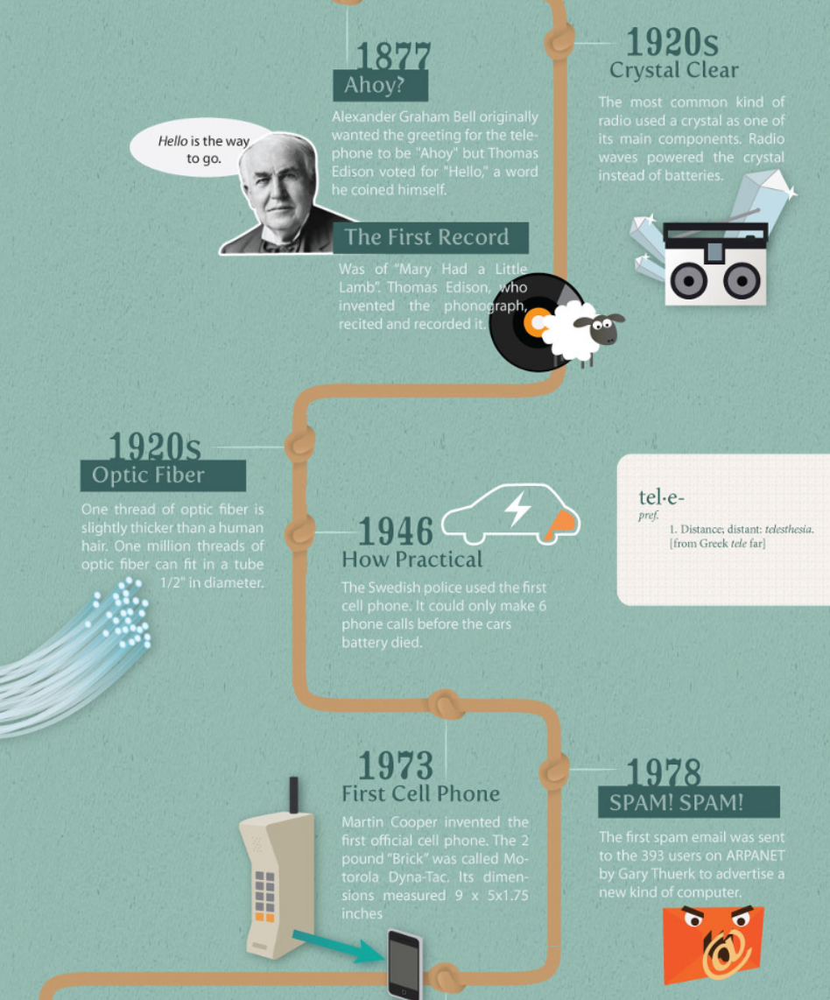 1877
Ahoy?
Alexander Graham Bell originally
wanted the greeting for the tele-
phone to be "Ahoy" but Thomas
Edison voted for "Hello," a word
he coined himself.
Hello is the way
to go.
The First Record
Was of "Mary Had a Little
Lamb". Thomas Edison, who
invented the phonograph,
recited and recorded it.
1920s
Crystal Clear
The most common kind of
radio used a crystal as one of
its main components. Radio
waves powered the crystal
instead of batteries.
1920s
Optic Fiber
One thread of optic fiber is
slightly thicker than a human
hair. One million threads of
optic fiber can fit in a tube
1/2" in diameter.
1946
How Practical
The Swedish police used the first
cell phone. It could only make 6
phone calls before the cars
battery died.
tel·e-
pref.
1. Distance; distant: telesthesia.
[from Greek tele far]
1973
First Cell Phone
Martin Cooper invented the
first official cell phone. The 2
pound "Brick" was called Mo-
torola Dyna-Tac. Its dimen-
sions measured 9 x 5x1.75
inches
1978
SPAM! SPAM!
The first spam email was sent
to the 393 users on ARPANET
by Gary Thuerk to advertise a
new kind of computer.
@